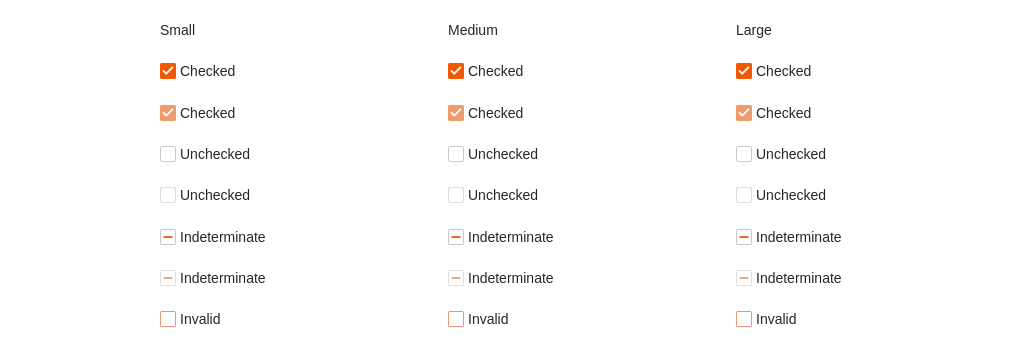 Small Medium Large
Checked Checked Checked
Checked Checked Checked
Unchecked Unchecked Unchecked
Unchecked Unchecked Unchecked
Indeterminate Indeterminate Indeterminate
Indeterminate Indeterminate Indeterminate
Invalid Invalid Invalid